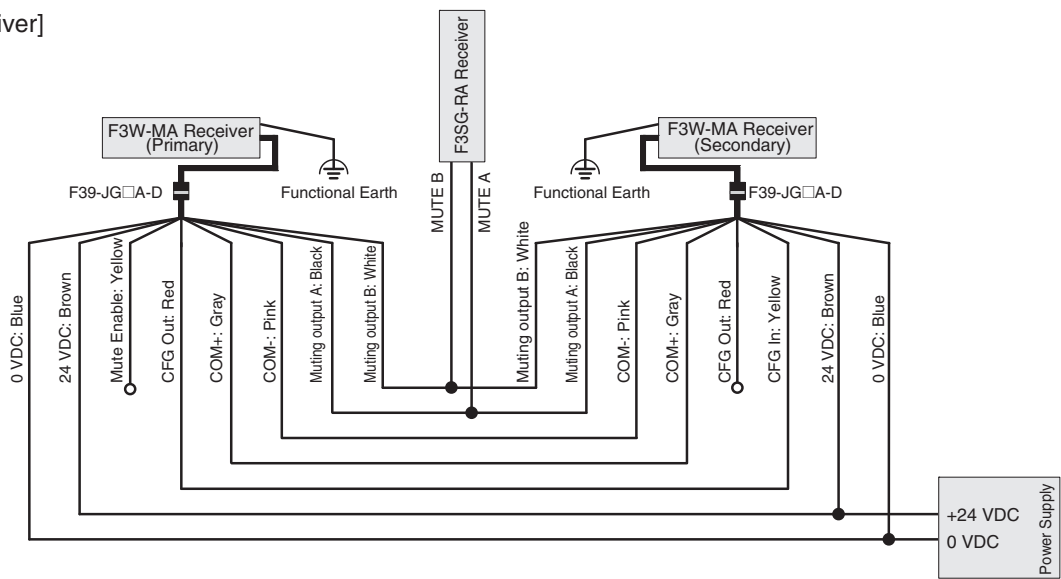 iver]
F3SG-RA Receiver
F3W-MA Receiver
(Primary)
F3W-MA Receiver
(Secondary)
F39-JG□A-D
Functional Earth
MUTE B
MUTE A
Functional Earth
F39-JG□A-D
0 VDC: Blue
24 VDC: Brown
Mute Enable: Yellow
CFG Out: Red
COM+: Gray
COM-: Pink
Muting output A: Black
Muting output B: White
Muting output B: White
Muting output A: Black
COM-: Pink
COM+: Gray
CFG Out: Red
CFG In: Yellow
24 VDC: Brown
0 VDC: Blue
+24 VDC
0 VDC
Power Supply